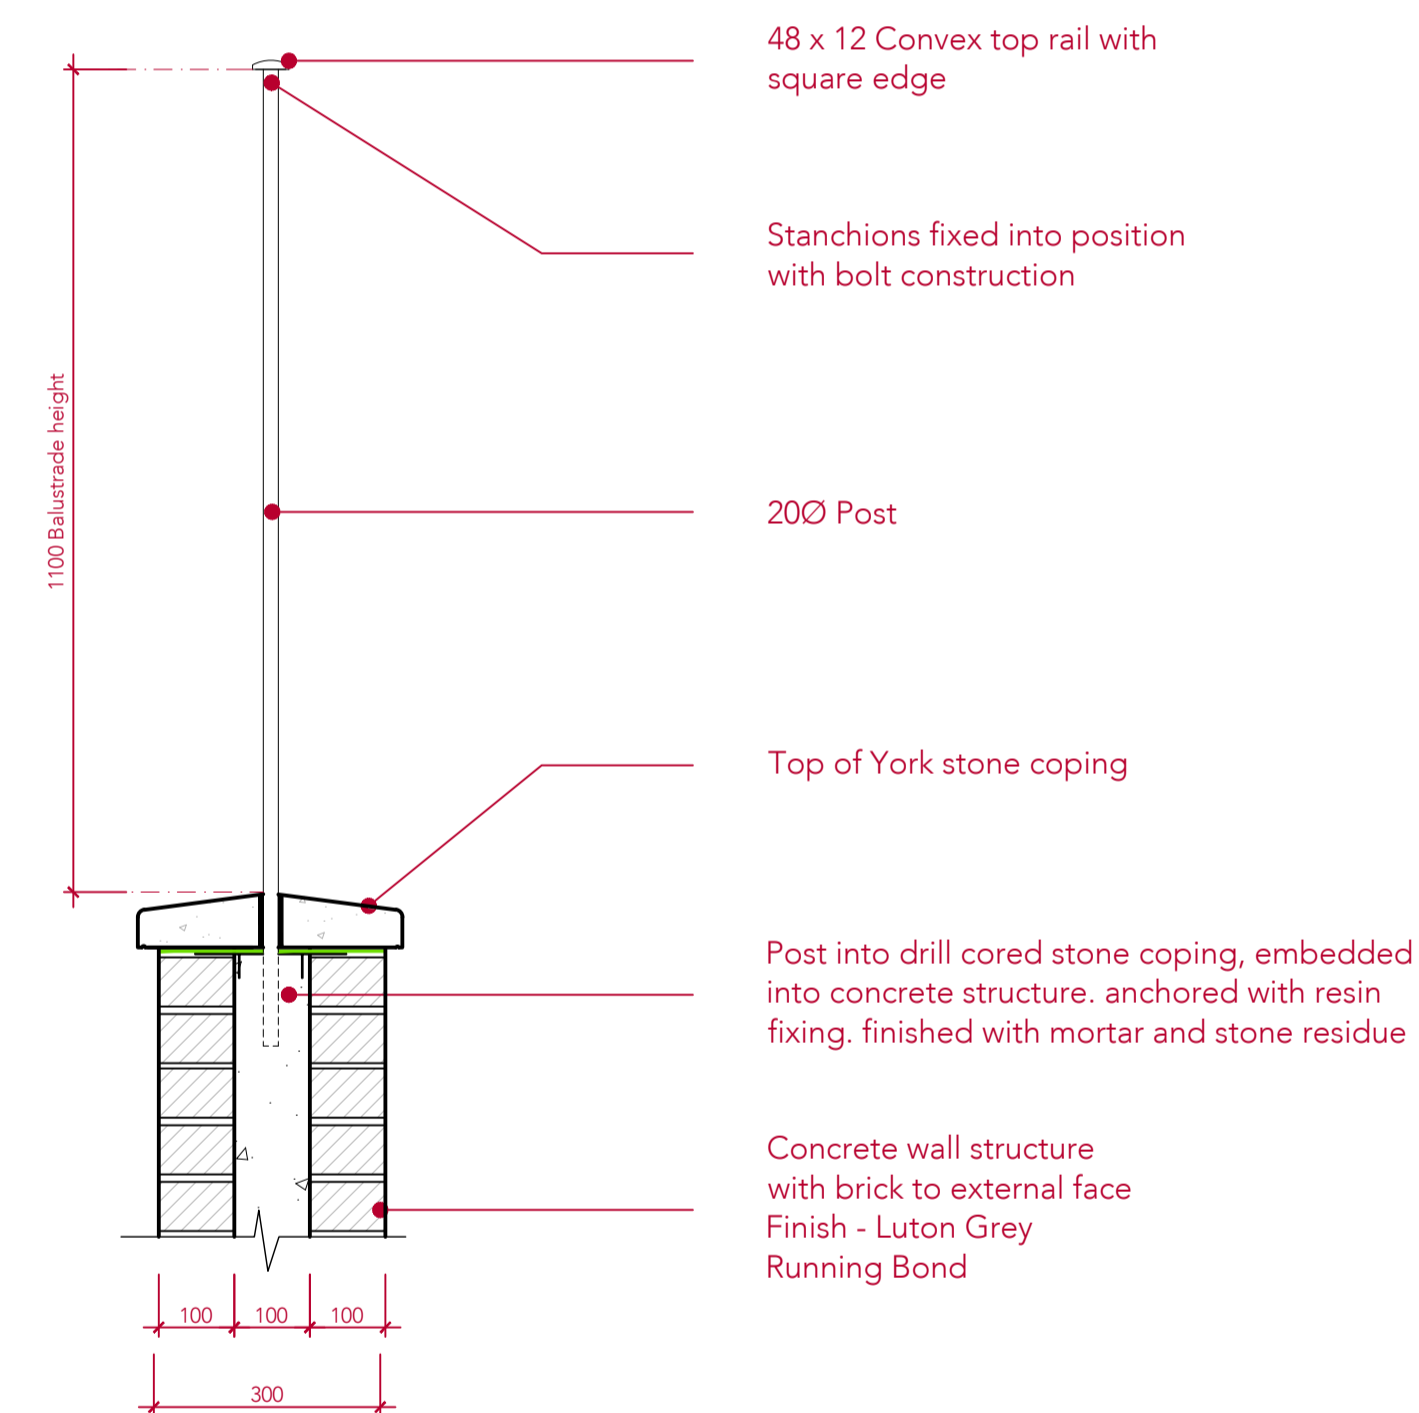 48 x 12 Convex top rail with
square edge
Stanchions fixed into position
with bolt construction
1100 Balustrade height
20Ø Post
Top of York stone coping
Post into drill cored stone coping, embedded
into concrete structure. anchored with resin
fixing. finished with mortar and stone residue
Concrete wall structure
with brick to external face
Finish - Luton Grey
Running Bond
100 100 100
300